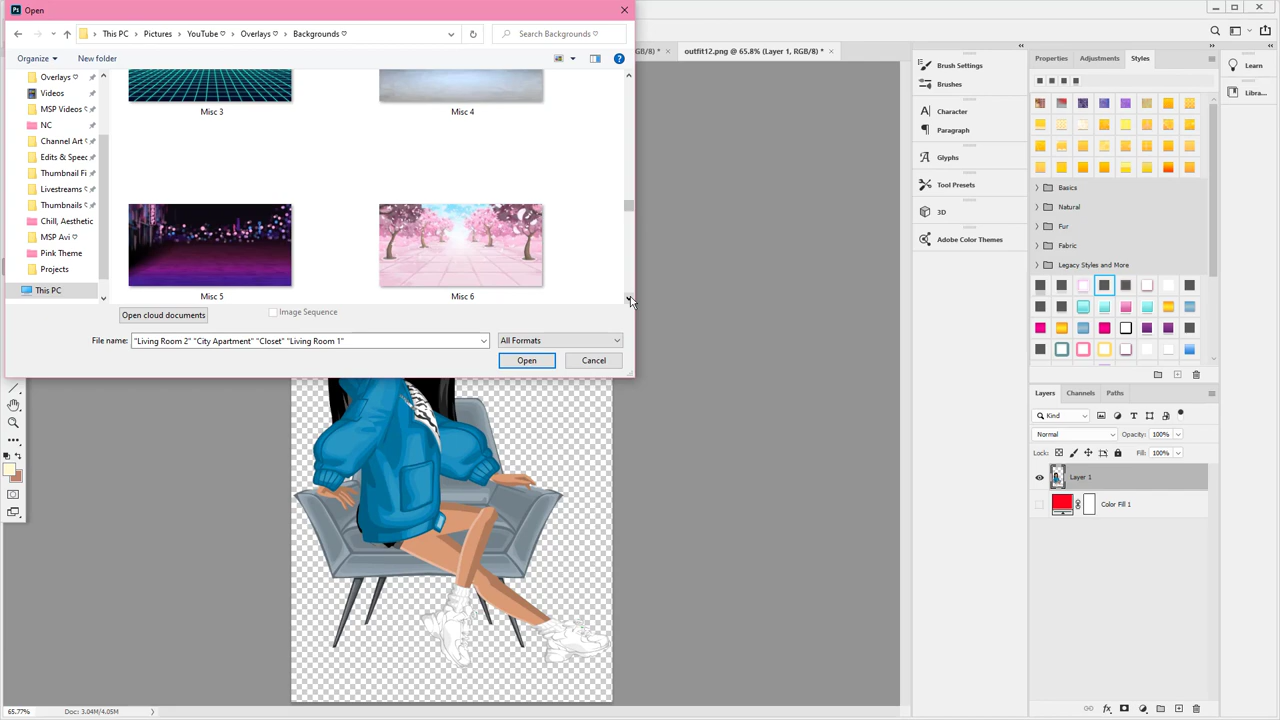 Ps Open
This PC > Pictures > YouTube ♡ > Overlays ♡ > Backgrounds ♡
Search Backgrounds ♡
Organize
New folder
Overlays ♡
Videos
MSP Videos
NC
Channel Art
Edits & Speed
Thumbnail Fi
Livestreams
Thumbnails
Chill, Aesthetic
MSP Avi ♡
Pink Theme
Projects
This PC
Misc 3
Misc 4
Misc 5
Misc 6
Open cloud documents
Image Sequence
File name:
"Living Room 2" "City Apartment" "Closet" "Living Room 1"
All Formats
Open
Cancel
RGB/8) *
outfit12.png @ 65.8% (Layer 1, RGB/8) *
Brush Settings
Brushes
Character
Paragraph
Glyphs
Tool Presets
3D
Adobe Color Themes
Properties
Adjustments
Styles
Basics
Natural
Fur
Fabric
Legacy Styles and More
Learn
Libra...
Layers
Channels
Paths
Kind
Normal
Opacity: 100%
Lock:
Fill: 100%
Layer 1
Color Fill 1
65.77%
Doc: 3.04M/4.05M